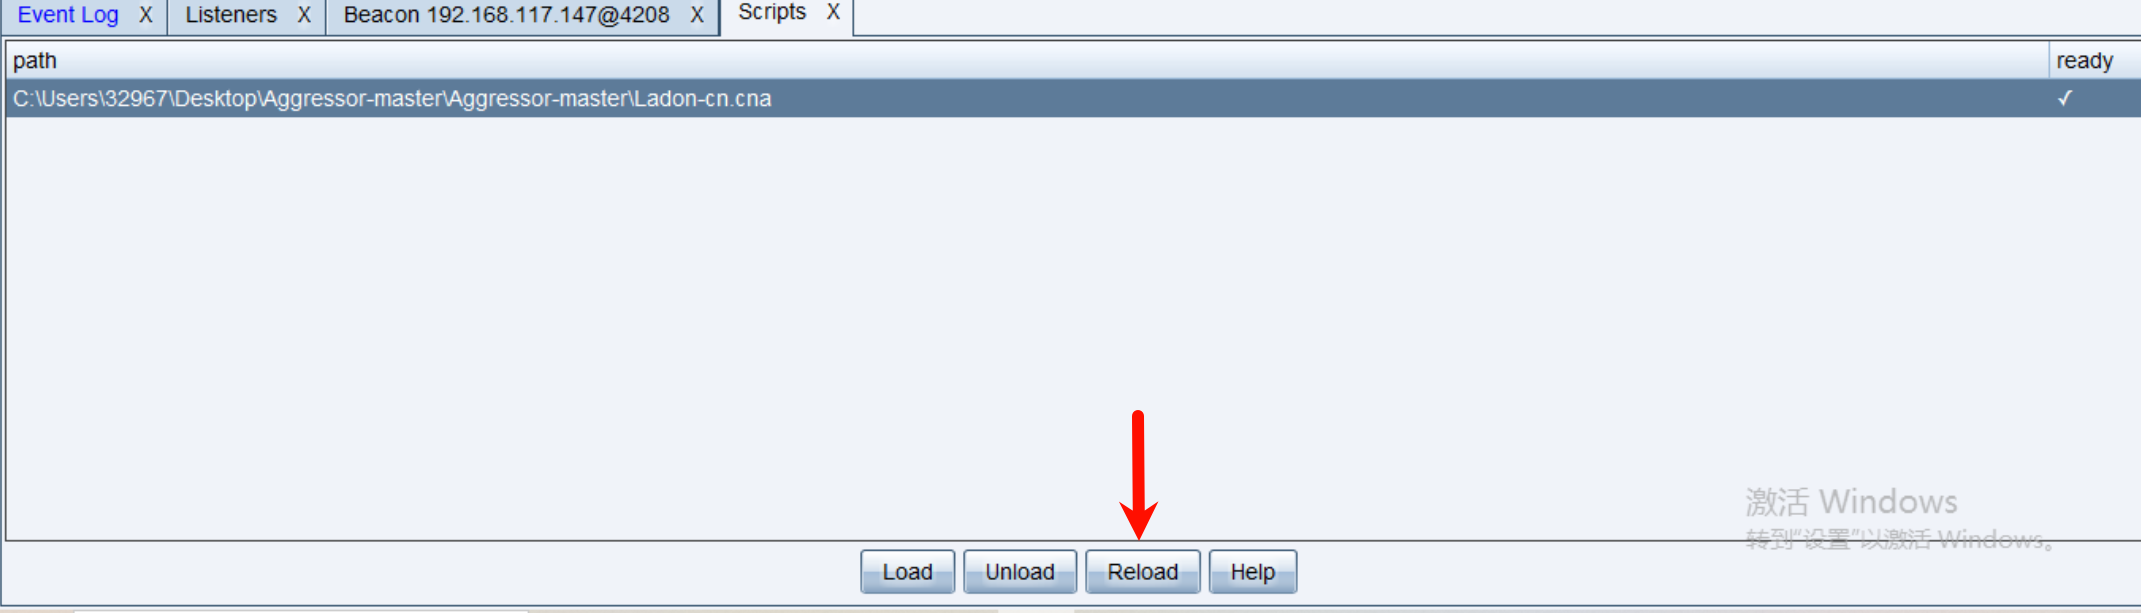 Event Log X Listeners X Beacon 192.168.117.147@4208 X Scripts X
path ready
C:\Users\32967\Desktop\Aggressor-master\Aggressor-master\Ladon-cn.cna ✓
激活 Windows
转到"设置"以激活 Windows。
Load Unload Reload Help